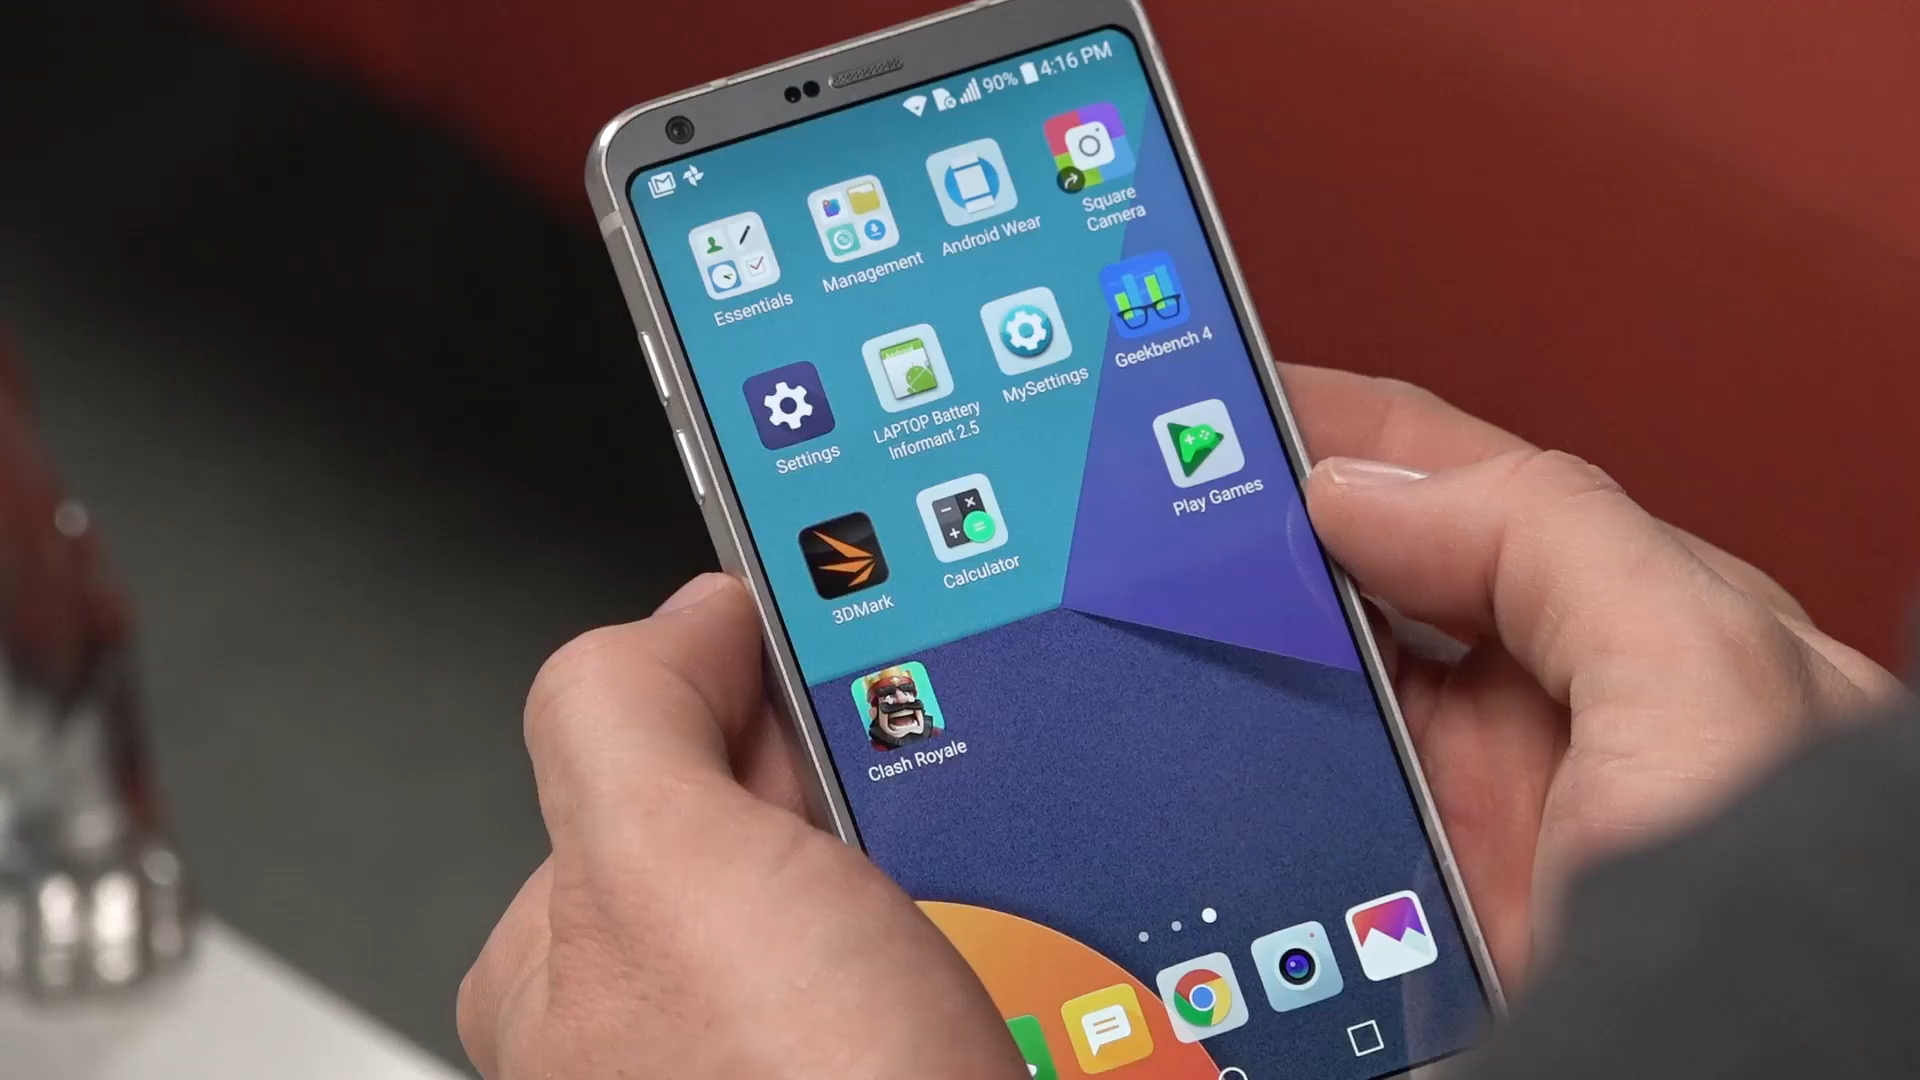 90% 4:16 PM
Essentials
Management
Android Wear
Square
Camera
Settings
LAPTOP Battery
Informant 2.5
MySettings
Geekbench 4
3DMark
Calculator
Play Games
Clash Royale